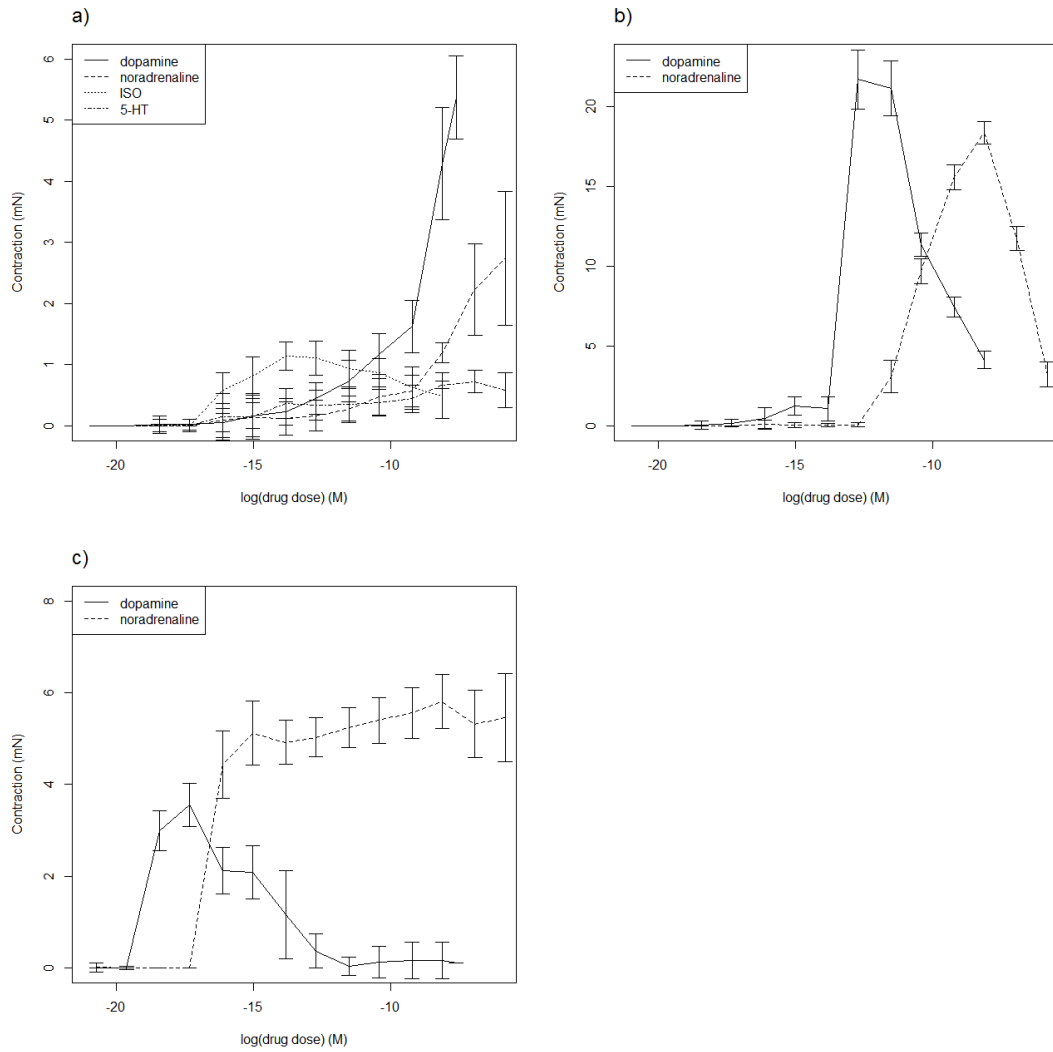 a)
dopamine
noradrenaline
ISO
5-HT
Contraction (mN)
0 1 2 3 4 5 6
-20 -15 -10
log(drug dose) (M)
b)
dopamine
noradrenaline
Contraction (mN)
0 5 10 15 20
-20 -15 -10
log(drug dose) (M)
c)
dopamine
noradrenaline
Contraction (mN)
0 2 4 6 8
-20 -15 -10
log(drug dose) (M)